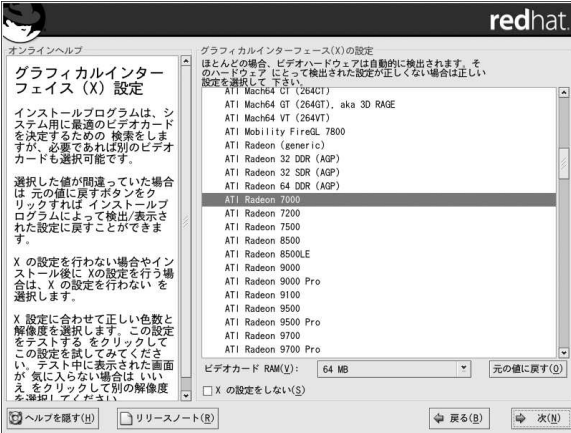 redhat.
オンラインヘルプ
グラフィカルインター
フェイス (X) 設定
インストールプログラムは、シ
ステム用に最適のビデオカード
を決定するための 検索をしま
すが、必要であれば別のビデオ
カードも選択可能です。
選択した値が間違っていた場合
は 元の値に戻すボタンをク
リックすれば インストールプ
ログラムによって検出/表示さ
れた設定に戻すことができま
す。
X の設定を行わない場合やイン
ストール後に Xの設定を行う場
合は、X の設定を行わない を
選択します。
X 設定に合わせて正しい色数と
解像度を選択します。この設定
をテストする をクリックして
この設定を試してみてくださ
い。テスト中に表示された画面
が 気に入らない場合は いい
え をクリックして別の解像度
を選択してください
グラフィカルインターフェース(X)の設定
ほとんどの場合、ビデオハードウェアは自動的に検出されます。そ
のハードウェア にとって検出された設定が正しくない場合は正しい
設定を選択して 下さい。
ATI Mach64 CT (264CT)
ATI Mach64 GT (264GT), aka 3D RAGE
ATI Mach64 VT (264VT)
ATI Mobility FireGL 7800
ATI Radeon (generic)
ATI Radeon 32 DDR (AGP)
ATI Radeon 32 SDR (AGP)
ATI Radeon 64 DDR (AGP)
ATI Radeon 7000
ATI Radeon 7200
ATI Radeon 7500
ATI Radeon 8500
ATI Radeon 8500LE
ATI Radeon 9000
ATI Radeon 9000 Pro
ATI Radeon 9100
ATI Radeon 9500
ATI Radeon 9500 Pro
ATI Radeon 9700
ATI Radeon 9700 Pro
ビデオカード RAM(V): 64 MB
元の値に戻す(O)
X の設定をしない(S)
ヘルプを隠す(H)
リリースノート(R)
戻る(B)
次(N)